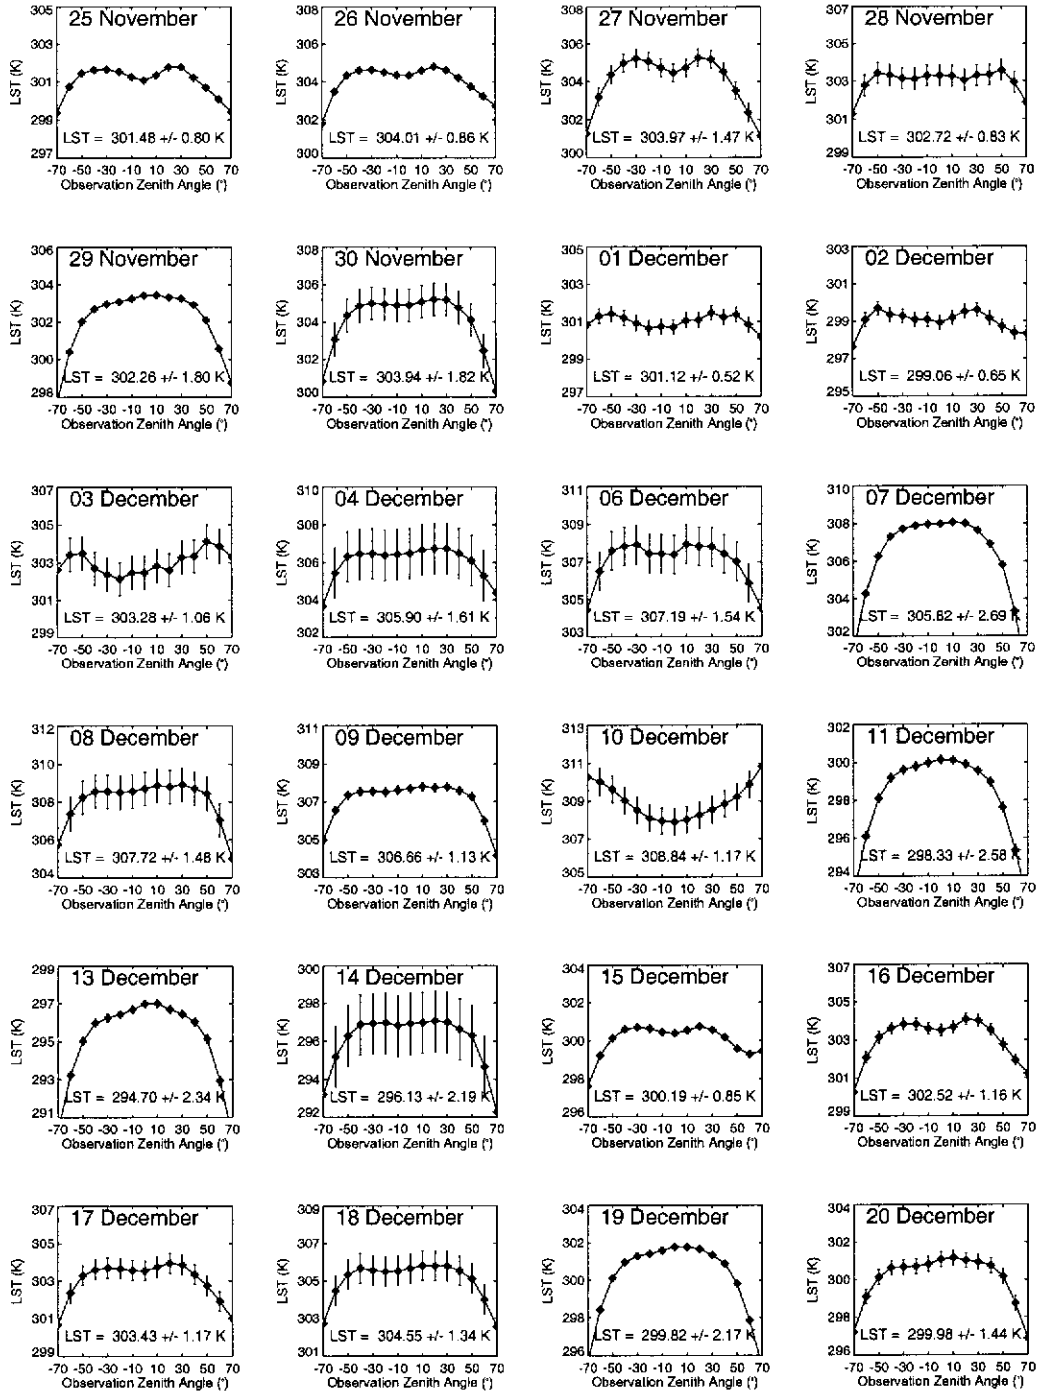 25 November
LST (K)
305
303
301
299
297
LST = 301.48 +/- 0.80 K
-70 -50 -30 -10 10 30 50 70
Observation Zenith Angle (°)
26 November
LST (K)
308
306
304
302
300
LST = 304.01 +/- 0.86 K
-70 -50 -30 -10 10 30 50 70
Observation Zenith Angle (°)
27 November
LST (K)
308
306
304
302
300
LST = 303.97 +/- 1.47 K
-70 -50 -30 -10 10 30 50 70
Observation Zenith Angle (°)
28 November
LST (K)
307
305
303
301
299
LST = 302.72 +/- 0.83 K
-70 -50 -30 -10 10 30 50 70
Observation Zenith Angle (°)
29 November
LST (K)
306
304
302
300
298
LST = 302.26 +/- 1.80 K
-70 -50 -30 -10 10 30 50 70
Observation Zenith Angle (°)
30 November
LST (K)
308
306
304
302
300
LST = 303.94 +/- 1.82 K
-70 -50 -30 -10 10 30 50 70
Observation Zenith Angle (°)
01 December
LST (K)
305
303
301
299
297
LST = 301.12 +/- 0.52 K
-70 -50 -30 -10 10 30 50 70
Observation Zenith Angle (°)
02 December
LST (K)
303
301
299
297
295
LST = 299.06 +/- 0.65 K
-70 -50 -30 -10 10 30 50 70
Observation Zenith Angle (°)
03 December
LST (K)
307
305
303
301
299
LST = 303.28 +/- 1.06 K
-70 -50 -30 -10 10 30 50 70
Observation Zenith Angle (°)
04 December
LST (K)
310
308
306
304
302
LST = 305.90 +/- 1.61 K
-70 -50 -30 -10 10 30 50 70
Observation Zenith Angle (°)
06 December
LST (K)
311
309
307
305
303
LST = 307.19 +/- 1.54 K
-70 -50 -30 -10 10 30 50 70
Observation Zenith Angle (°)
07 December
LST (K)
310
308
306
304
302
LST = 305.82 +/- 2.69 K
-70 -50 -30 -10 10 30 50 70
Observation Zenith Angle (°)
08 December
LST (K)
312
310
308
306
304
LST = 307.72 +/- 1.48 K
-70 -50 -30 -10 10 30 50 70
Observation Zenith Angle (°)
09 December
LST (K)
311
309
307
305
303
LST = 306.66 +/- 1.13 K
-70 -50 -30 -10 10 30 50 70
Observation Zenith Angle (°)
10 December
LST (K)
313
311
309
307
305
LST = 308.84 +/- 1.17 K
-70 -50 -30 -10 10 30 50 70
Observation Zenith Angle (°)
11 December
LST (K)
302
300
298
296
294
LST = 298.33 +/- 2.58 K
-70 -50 -30 -10 10 30 50 70
Observation Zenith Angle (°)
13 December
LST (K)
299
297
295
293
291
LST = 294.70 +/- 2.34 K
-70 -50 -30 -10 10 30 50 70
Observation Zenith Angle (°)
14 December
LST (K)
300
298
296
294
292
LST = 296.13 +/- 2.19 K
-70 -50 -30 -10 10 30 50 70
Observation Zenith Angle (°)
15 December
LST (K)
304
302
300
298
296
LST = 300.19 +/- 0.85 K
-70 -50 -30 -10 10 30 50 70
Observation Zenith Angle (°)
16 December
LST (K)
307
305
303
301
299
LST = 302.52 +/- 1.16 K
-70 -50 -30 -10 10 30 50 70
Observation Zenith Angle (°)
17 December
LST (K)
307
305
303
301
299
LST = 303.43 +/- 1.17 K
-70 -50 -30 -10 10 30 50 70
Observation Zenith Angle (°)
18 December
LST (K)
309
307
305
303
301
LST = 304.55 +/- 1.34 K
-70 -50 -30 -10 10 30 50 70
Observation Zenith Angle (°)
19 December
LST (K)
304
302
300
298
296
LST = 299.82 +/- 2.17 K
-70 -50 -30 -10 10 30 50 70
Observation Zenith Angle (°)
20 December
LST (K)
304
302
300
298
296
LST = 299.98 +/- 1.44 K
-70 -50 -30 -10 10 30 50 70
Observation Zenith Angle (°)